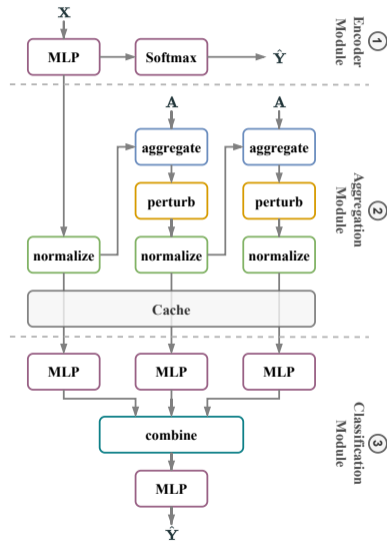 X
MLP
Softmax
Ŷ
Encoder
Module
1
A
A
aggregate
aggregate
perturb
perturb
normalize
normalize
normalize
Aggregation
Module
2
Cache
MLP
MLP
MLP
combine
MLP
Ŷ
Classification
Module
3